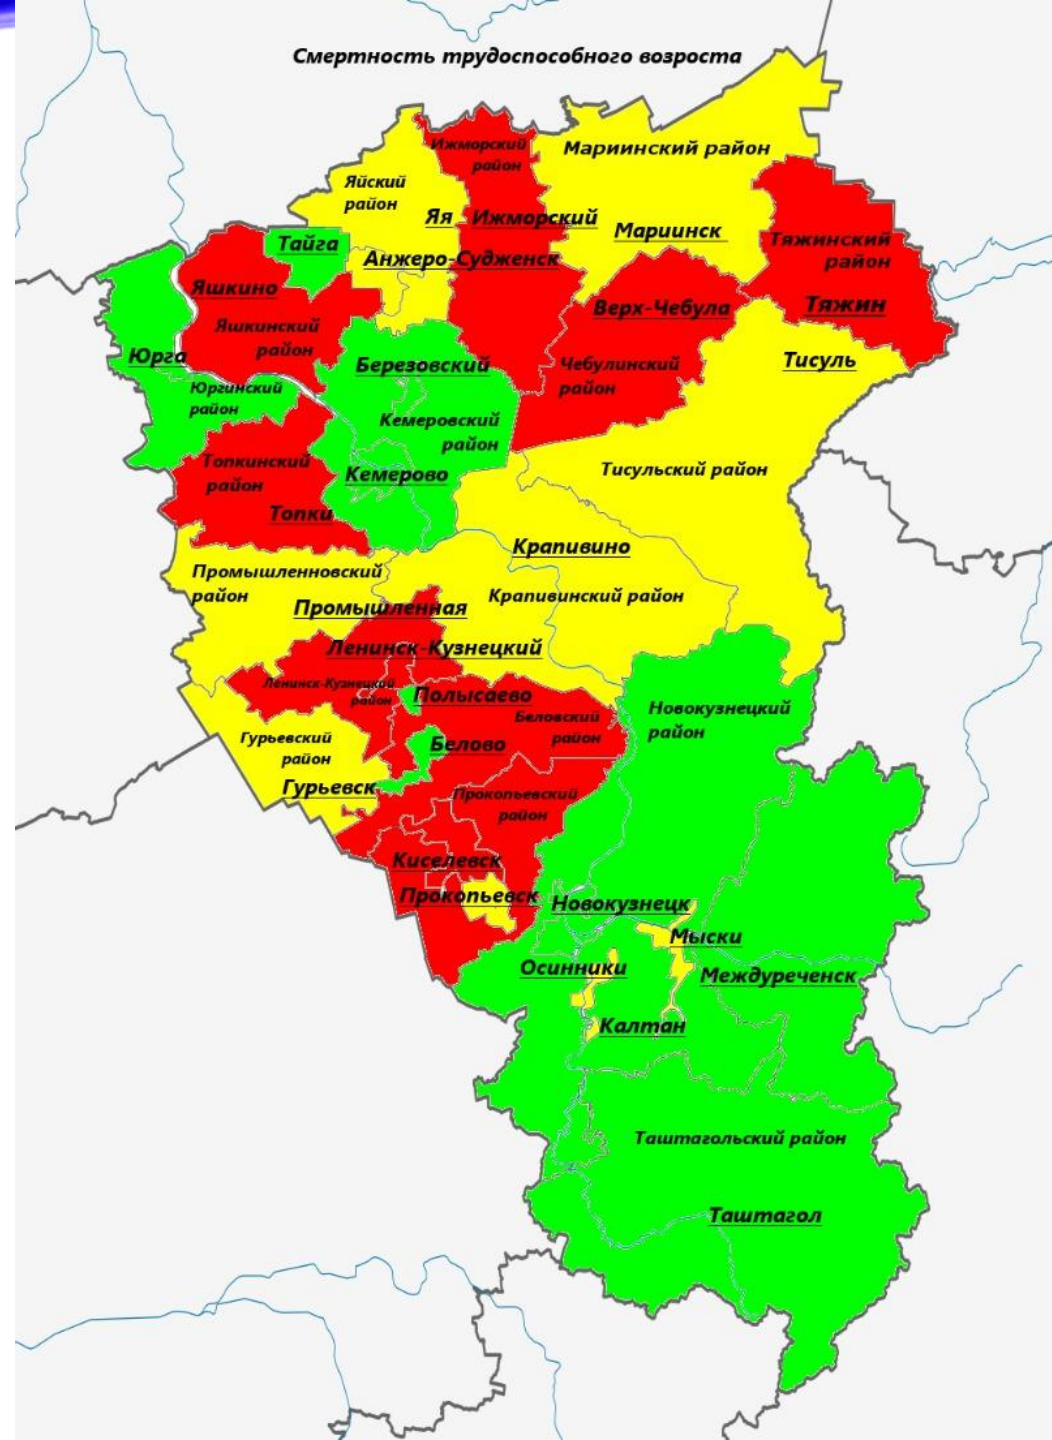 Смертность трудоспособного возроста
Ижморский
район
Мариинский район
Яйский
район
Яя
Ижморский
Мариинск
Тайга
Анжеро-Судженск
Тяжинский
район
Яшкино
Верх-Чебула
Тяжин
Яшкинский
район
Юрга
Березовский
Чебулинский
район
Тисуль
Юргинский
район
Кемеровский
район
Топкинский
район
Кемерово
Тисульский район
Топки
Крапивино
Промышленновский
район
Крапивинский район
Промышленная
Ленинск-Кузнецкий
Ленинск-Кузнецкой
район
Полысаево
Беловский
район
Новокузнецкий
район
Гурьевский
район
Белово
Гурьевск
Прокопьевский
район
Киселевск
Прокопьевск
Новокузнецк
Мыски
Осинники
Междуреченск
Калтан
Таштагольский район
Таштагол